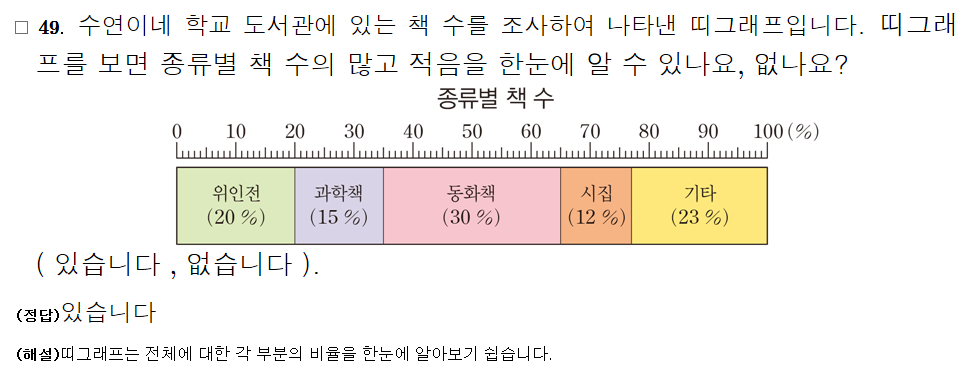 □ 49. 수연이네 학교 도서관에 있는 책 수를 조사하여 나타낸 띠그래프입니다. 띠그래
프를 보면 종류별 책 수의 많고 적음을 한눈에 알 수 있나요, 없나요?
종류별 책 수
0 10 20 30 40 50 60 70 80 90 100 (%)
위인전 과학책 동화책 시집 기타
(20 %) (15 %) (30 %) (12 %) (23 %)
( 있습니다 , 없습니다 ).
(정답)있습니다
(해설)띠그래프는 전체에 대한 각 부분의 비율을 한눈에 알아보기 쉽습니다.